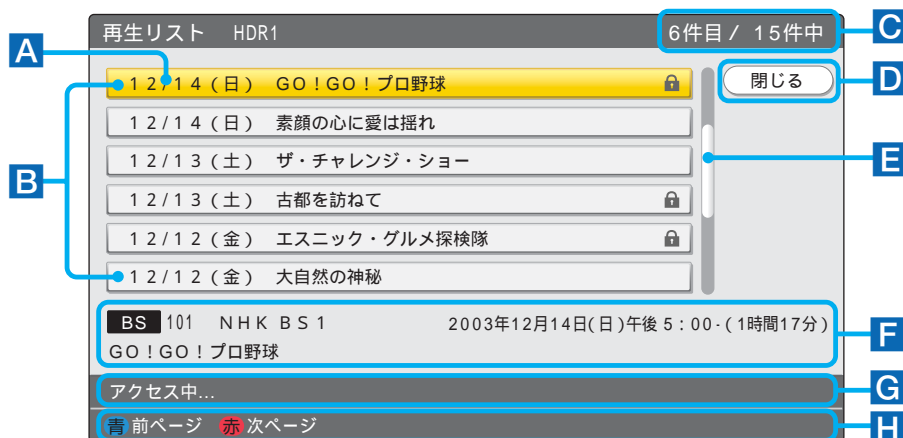 再生リスト HDR1 6件目/ 15件中 C
A
12/14(日) GO!GO!プロ野球 閉じる D
12/14(日) 素顔の心に愛は揺れ
12/13(土) ザ・チャレンジ・ショー E
B
12/13(土) 古都を訪ねて
12/12(金) エスニック・グルメ探検隊
12/12(金) 大自然の神秘
BS 101 NHK BS1 2003年12月14日(日)午後 5:00-(1時間17分) F
GO!GO!プロ野球
アクセス中... G
青 前ページ 赤 次ページ H